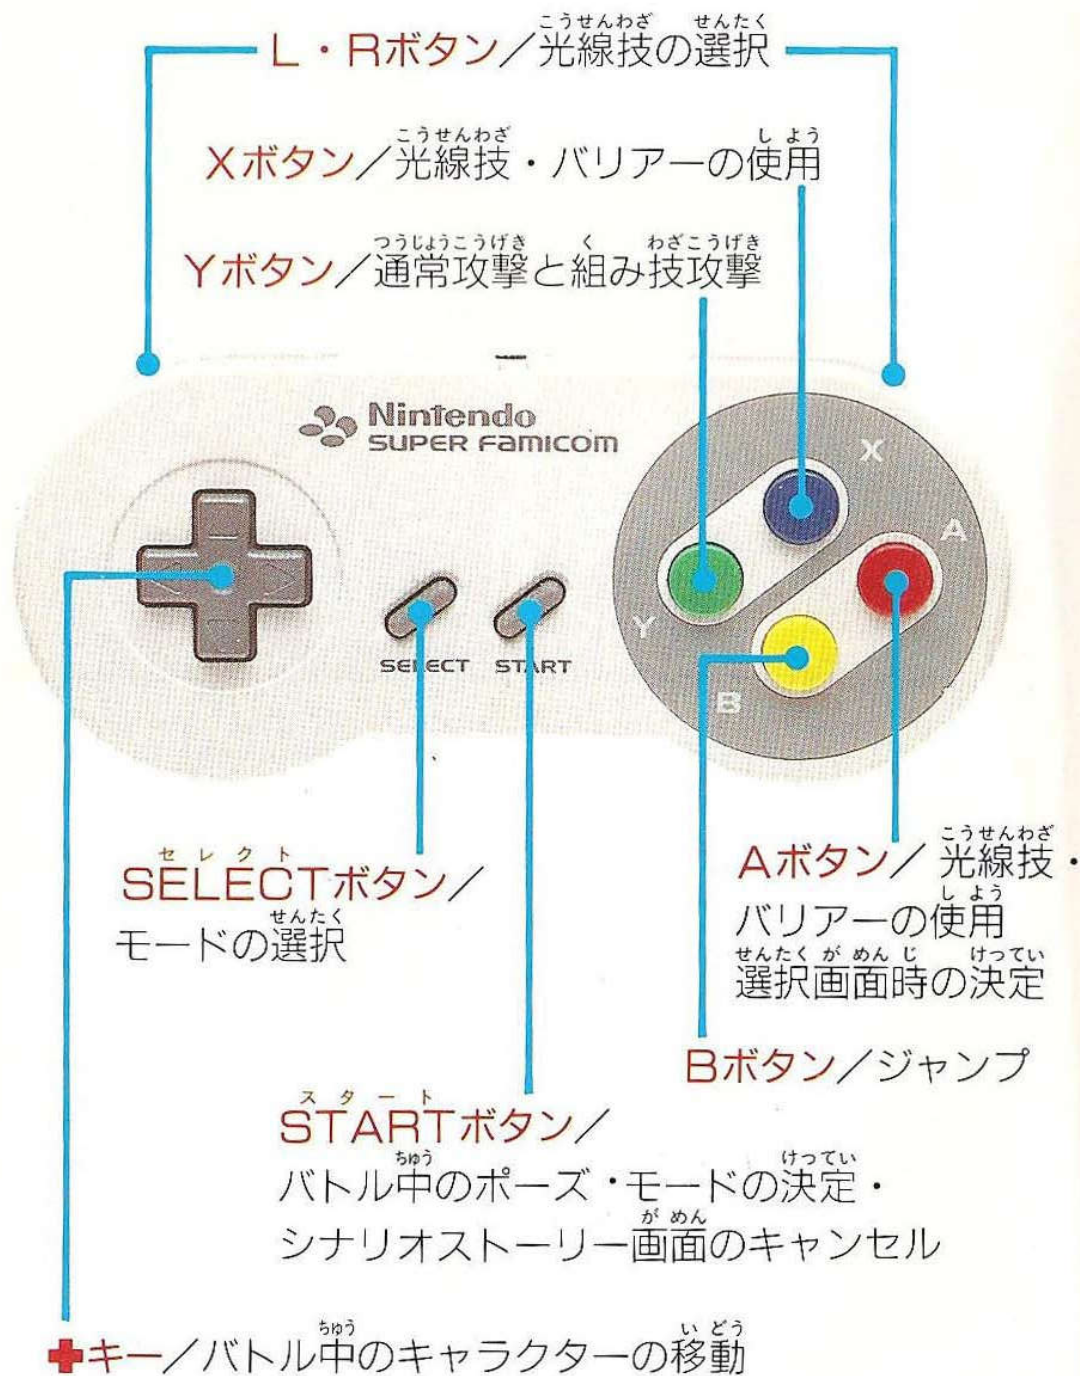 L・Rボタン／光線技の選択
Xボタン／光線技・バリアーの使用
Yボタン／通常攻撃と組み技攻撃
Nintendo
SUPER FAMICOM
X
A
Y
B
SELECT START
SELECTボタン／
モードの選択
Aボタン／光線技・
バリアーの使用
選択画面時の決定
Bボタン／ジャンプ
STARTボタン／
バトル中のポーズ・モードの決定・
シナリオストーリー画面のキャンセル
✚キー／バトル中のキャラクターの移動